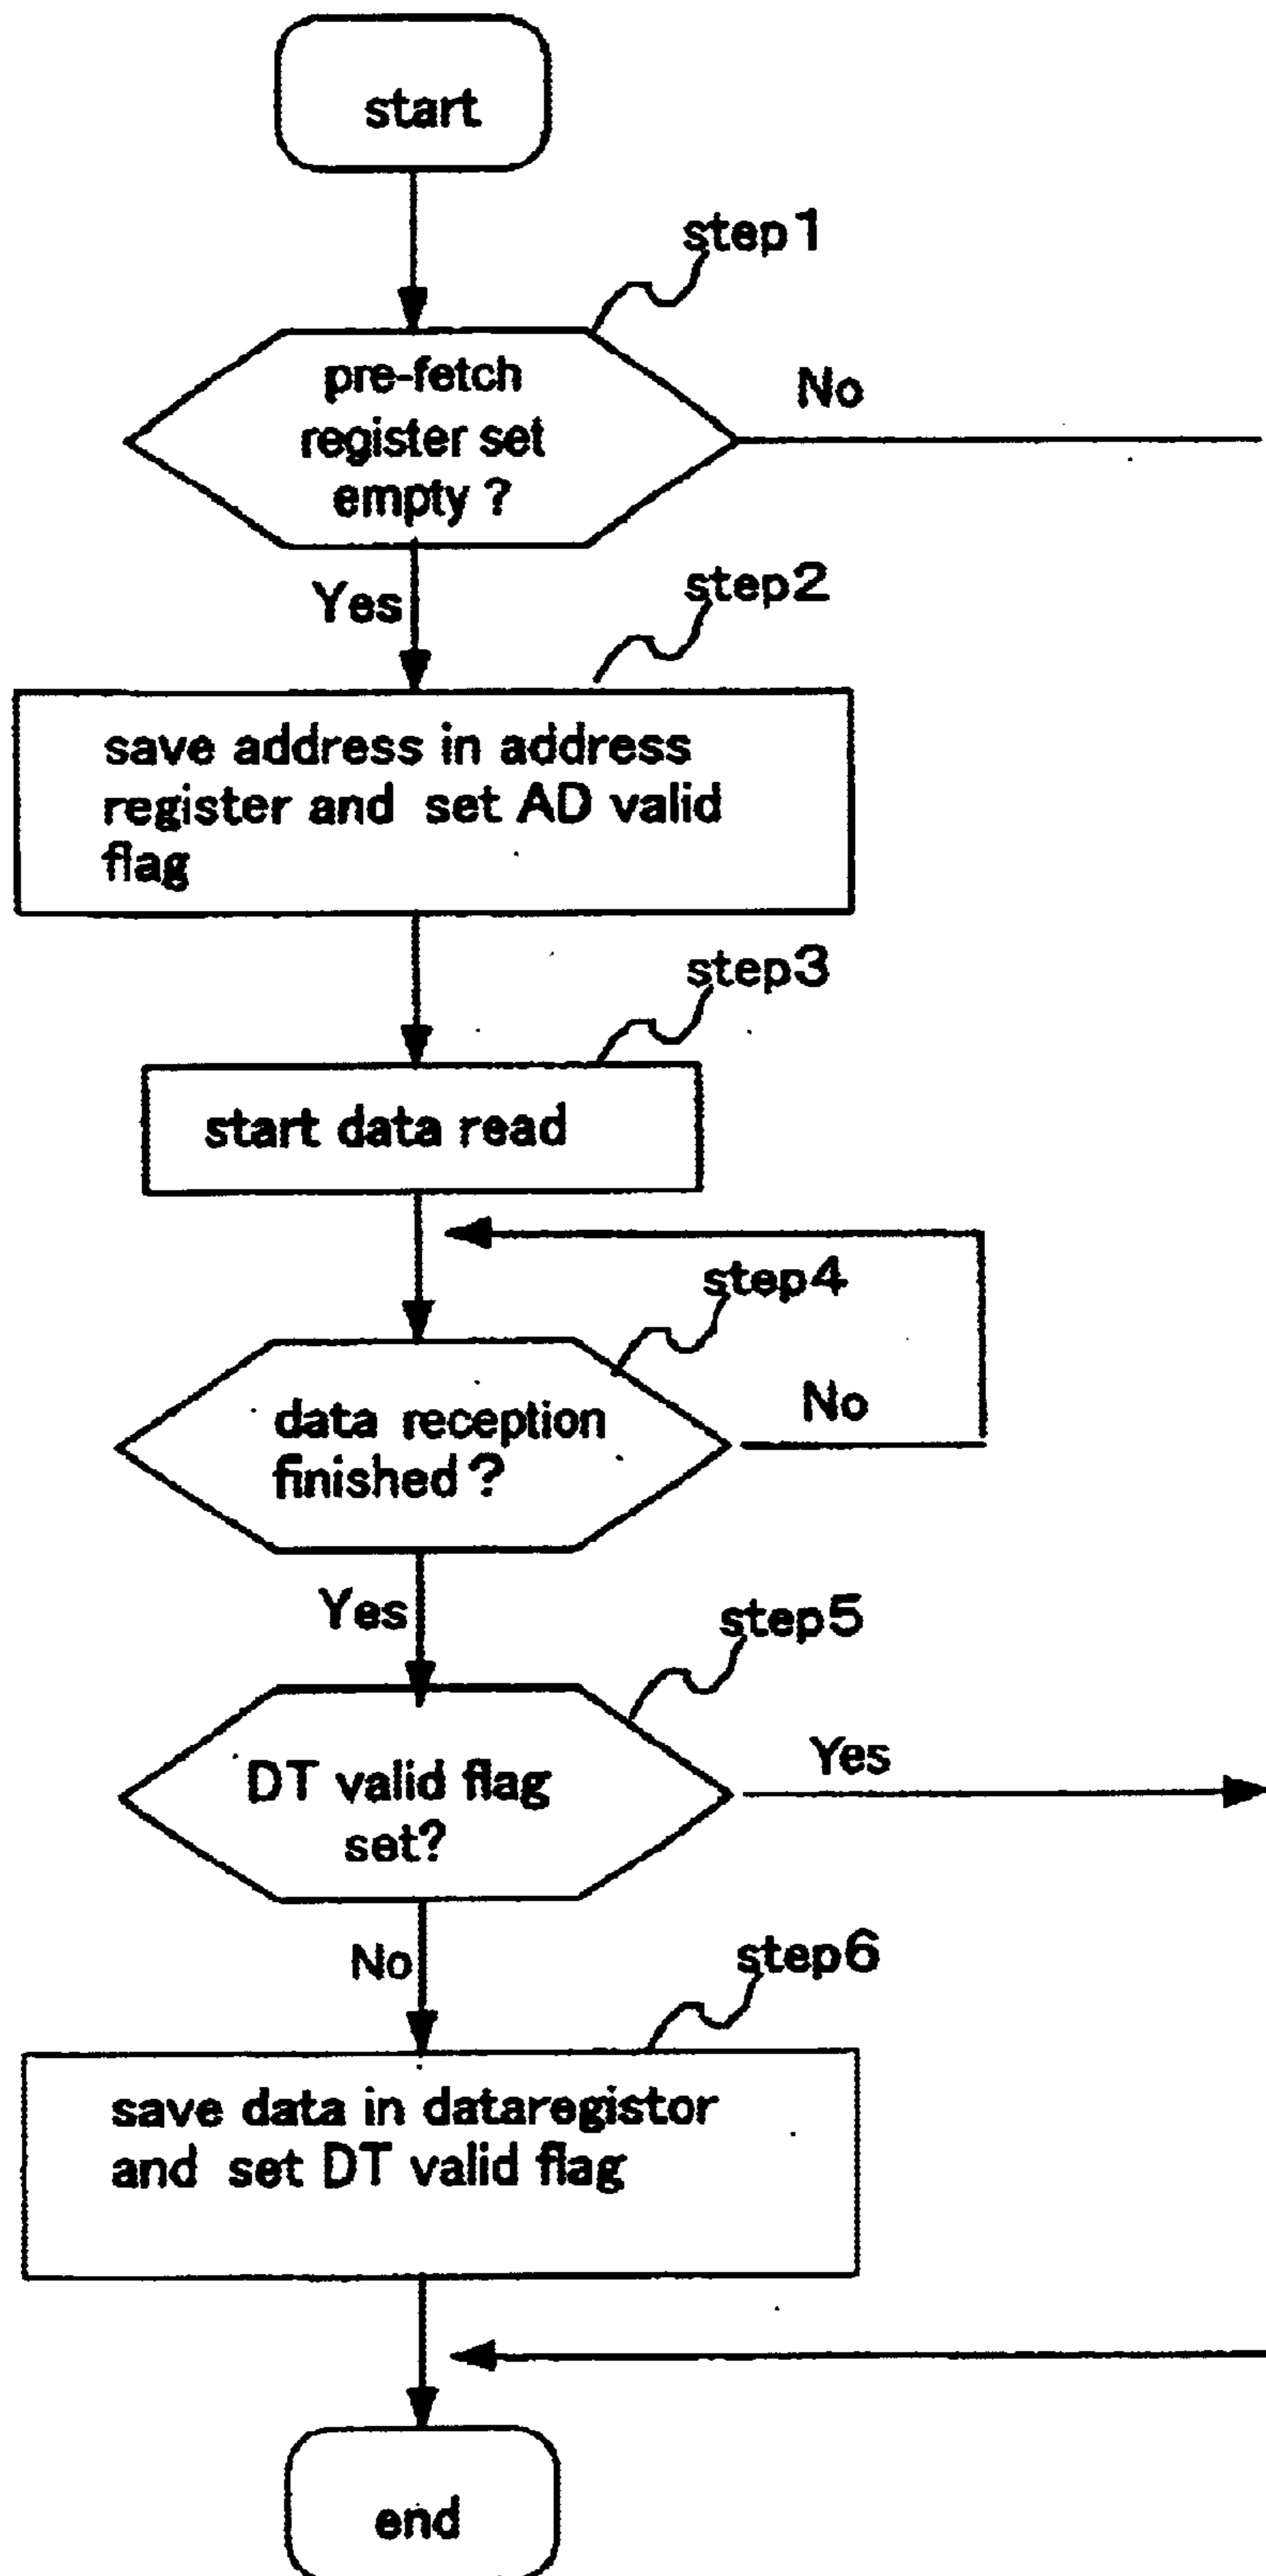 start
step1
pre-fetch
register set
empty ?
No
Yes
step2
save address in address
register and set AD valid
flag
step3
start data read
step4
data reception
finished ?
No
Yes
step5
DT valid flag
set?
Yes
No
step6
save data in dataregistor
and set DT valid flag
end